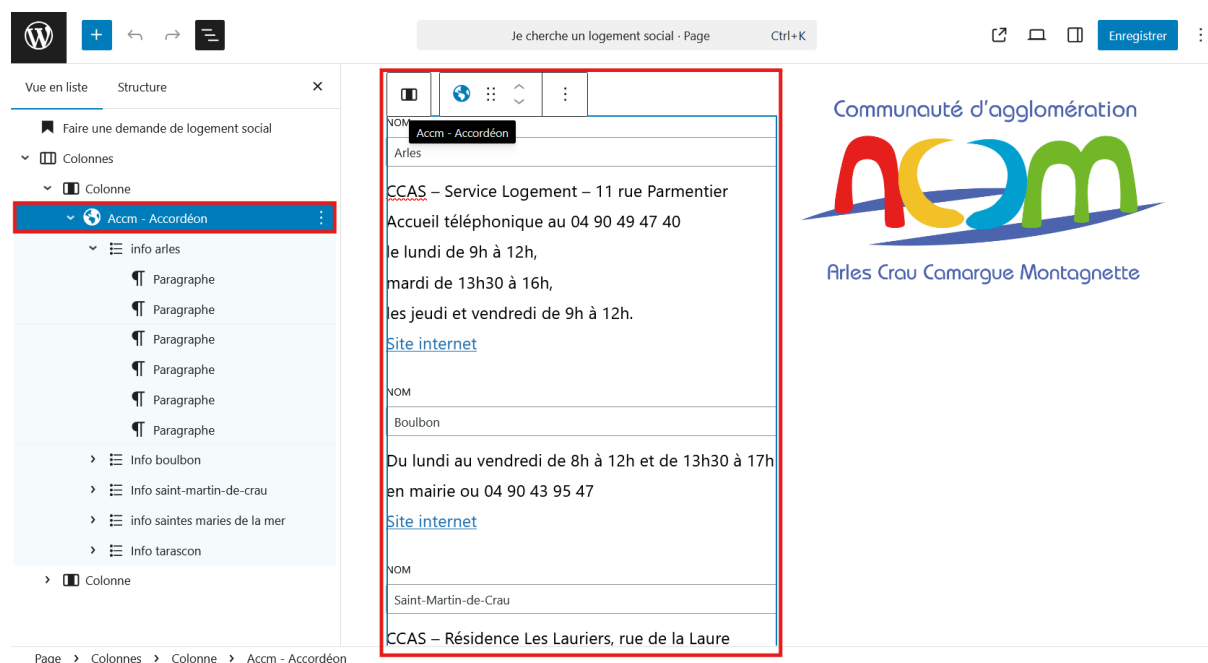 Je cherche un logement social · Page Ctrl+K
Enregistrer
Vue en liste Structure
Faire une demande de logement social
Colonnes
Colonne
Accm - Accordéon
info arles
Paragraphe
Paragraphe
Paragraphe
Paragraphe
Paragraphe
Paragraphe
Info boulbon
Info saint-martin-de-crau
info saintes maries de la mer
Info tarascon
Colonne
NOM
Accm - Accordéon
Arles
CCAS – Service Logement – 11 rue Parmentier
Accueil téléphonique au 04 90 49 47 40
le lundi de 9h à 12h,
mardi de 13h30 à 16h,
les jeudi et vendredi de 9h à 12h.
Site internet
NOM
Boulbon
Du lundi au vendredi de 8h à 12h et de 13h30 à 17h
en mairie ou 04 90 43 95 47
Site internet
NOM
Saint-Martin-de-Crau
CCAS – Résidence Les Lauriers, rue de la Laure
Communauté d'agglomération
accm
Arles Crau Camargue Montagnette
Page > Colonnes > Colonne > Accm - Accordéon